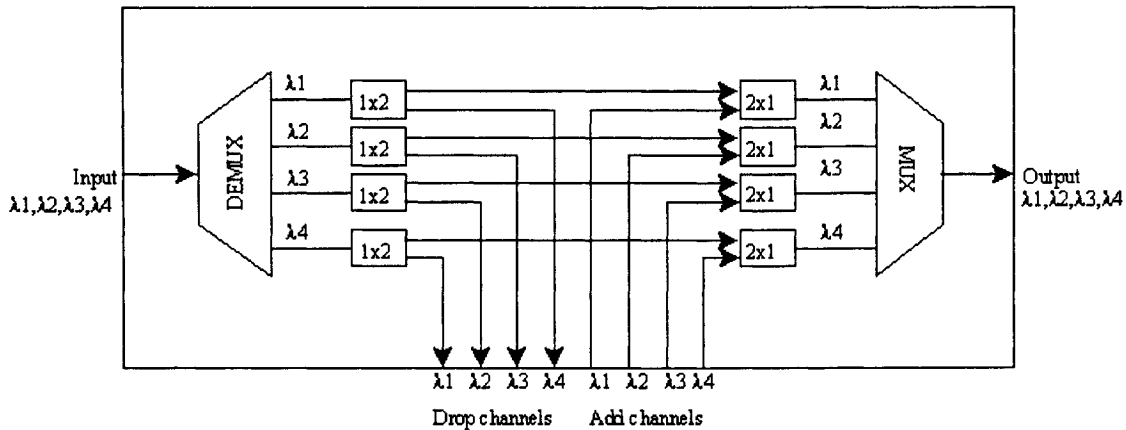 λ1
1x2
2x1
λ1
λ2
1x2
2x1
λ2
DEMUX
MUX
Input
λ1,λ2,λ3,λ4
λ3
1x2
2x1
λ3
Output
λ1,λ2,λ3,λ4
λ4
1x2
2x1
λ4
λ1 λ2 λ3 λ4 λ1 λ2 λ3 λ4
Drop channels Add channels